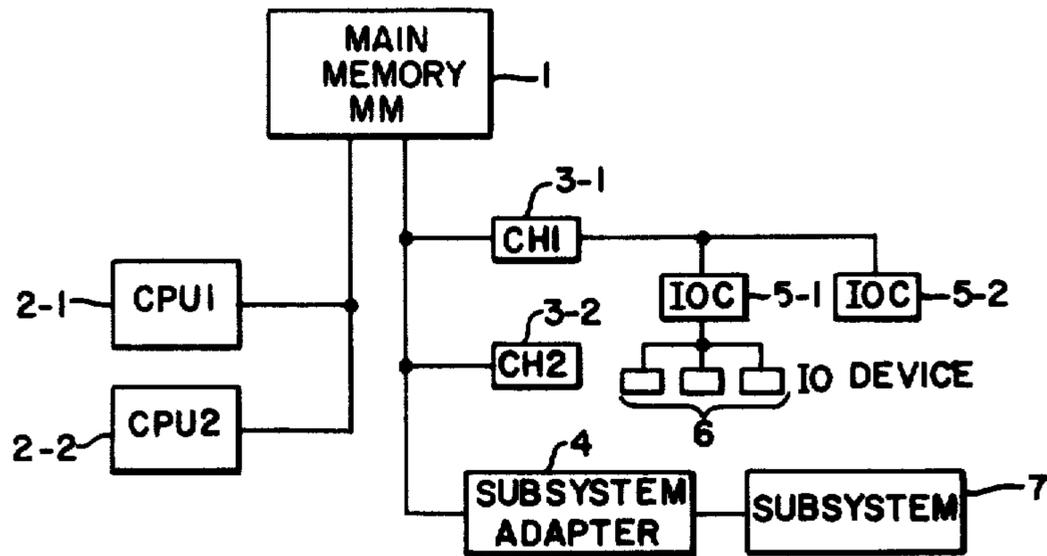 MAIN
MEMORY
MM
1
3-1
CH1
2-1
CPU1
IOC
5-1
IOC
5-2
3-2
CH2
IO DEVICE
6
2-2
CPU2
4
SUBSYSTEM
ADAPTER
SUBSYSTEM
7